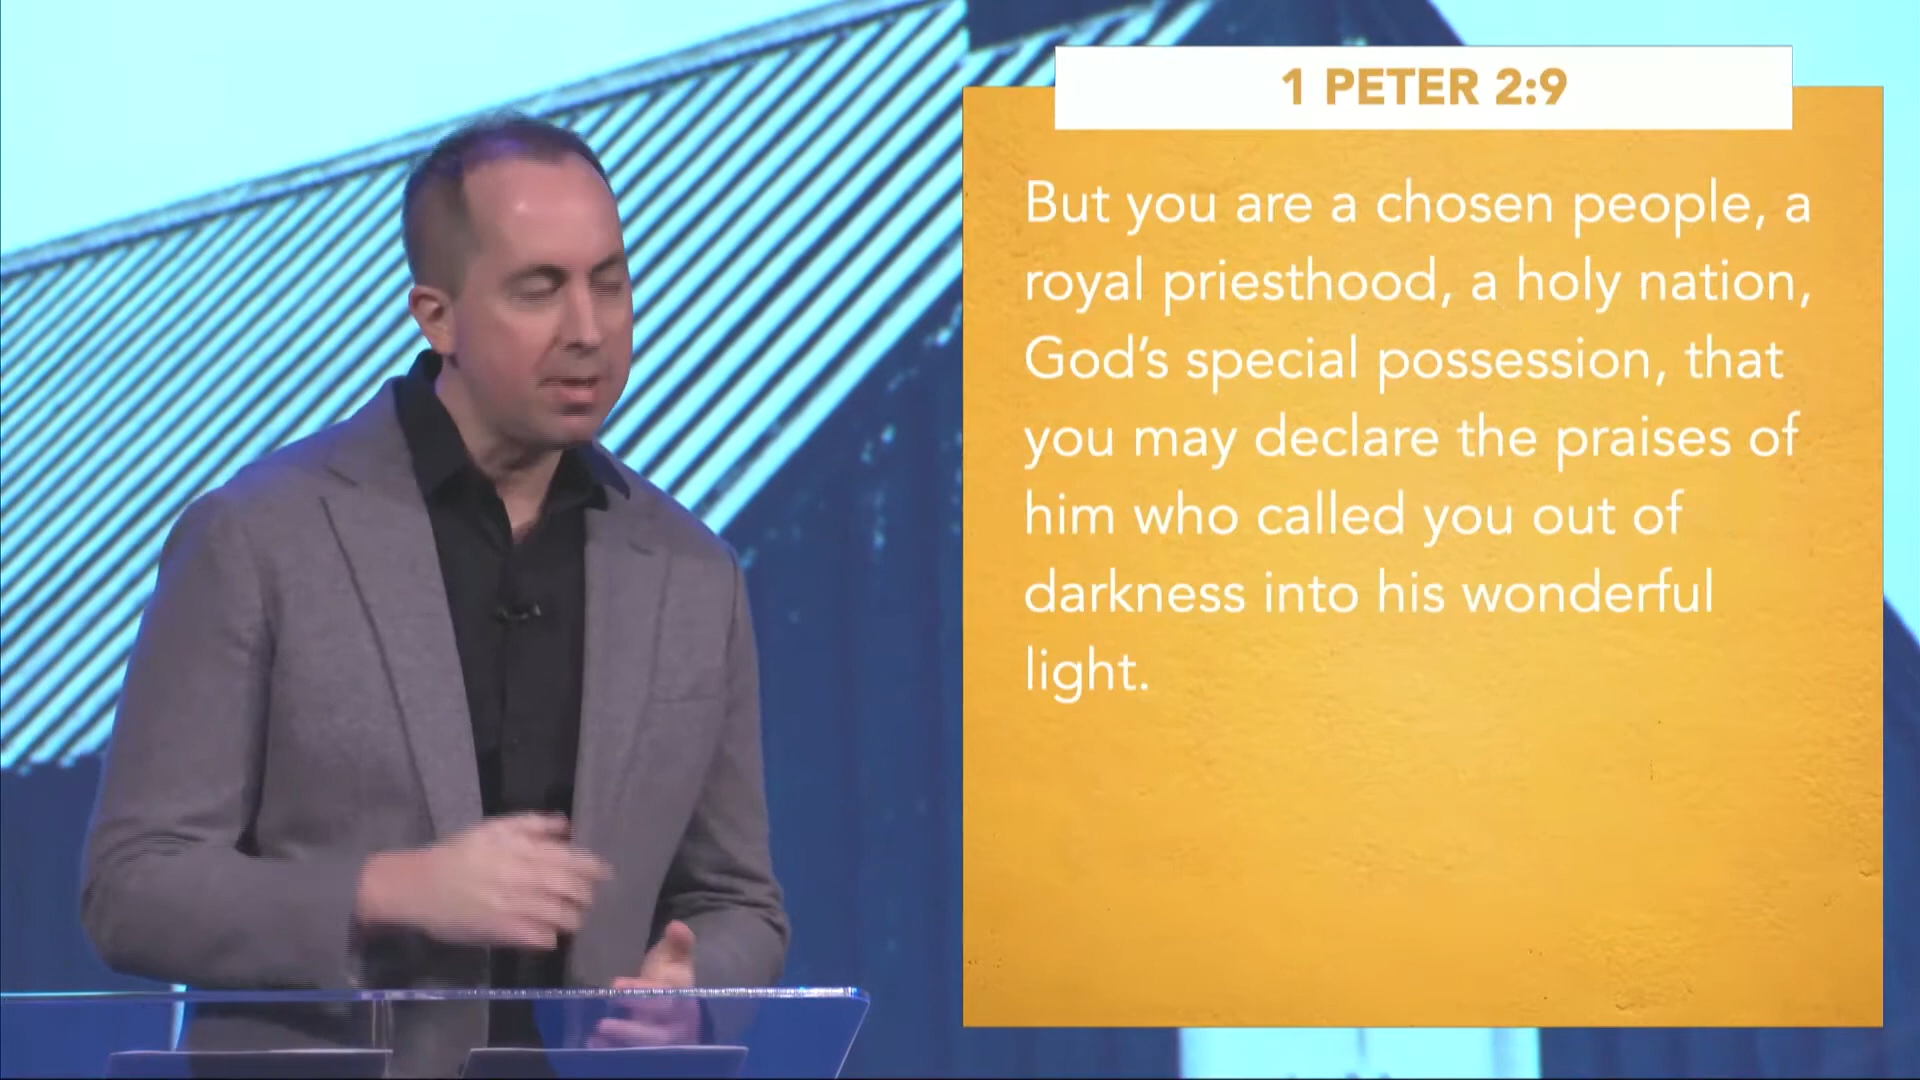 1 PETER 2:9
But you are a chosen people, a
royal priesthood, a holy nation,
God's special possession, that
you may declare the praises of
him who called you out of
darkness into his wonderful
light.